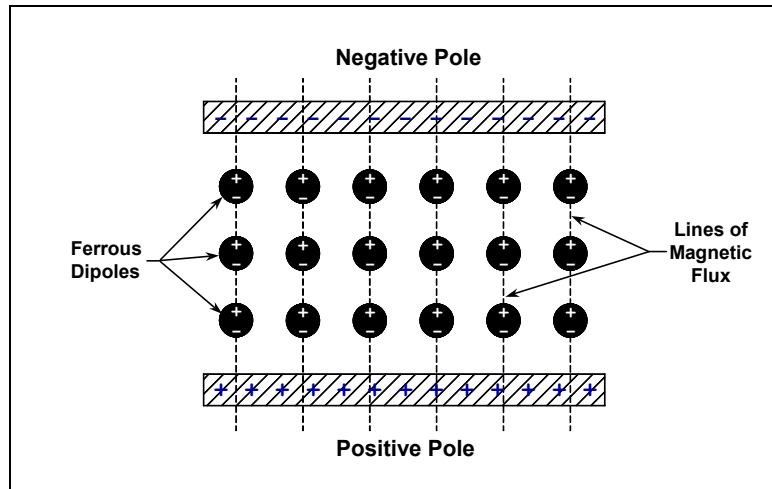 Negative Pole
− − − − − − − − − − − − −
+ + + + + +
− − − − − −
Ferrous
Dipoles
+ + + + + +
− − − − − −
Lines of
Magnetic
Flux
+ + + + + +
− − − − − −
+ + + + + + + + + + + + +
Positive Pole